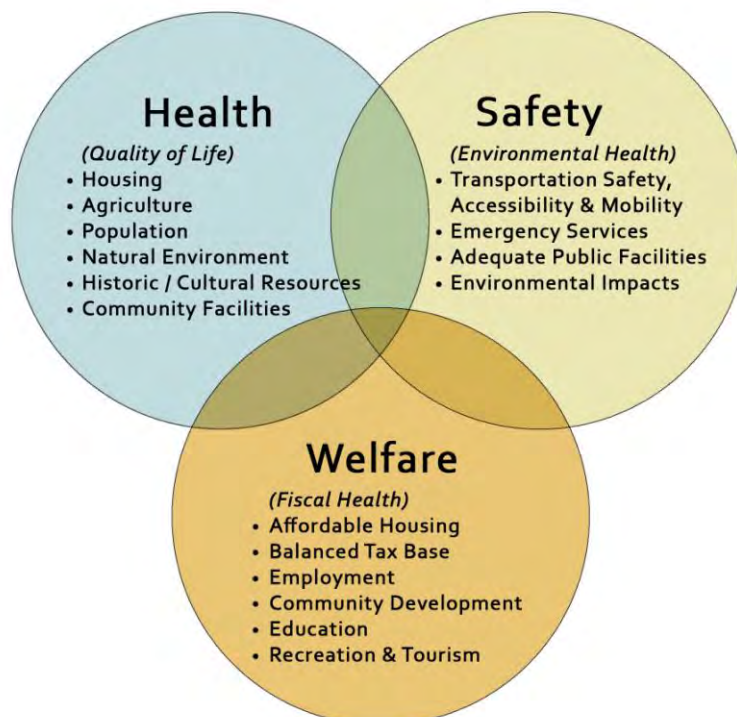 Health
(Quality of Life)
• Housing
• Agriculture
• Population
• Natural Environment
• Historic / Cultural Resources
• Community Facilities
Safety
(Environmental Health)
• Transportation Safety,
Accessibility & Mobility
• Emergency Services
• Adequate Public Facilities
• Environmental Impacts
Welfare
(Fiscal Health)
• Affordable Housing
• Balanced Tax Base
• Employment
• Community Development
• Education
• Recreation & Tourism